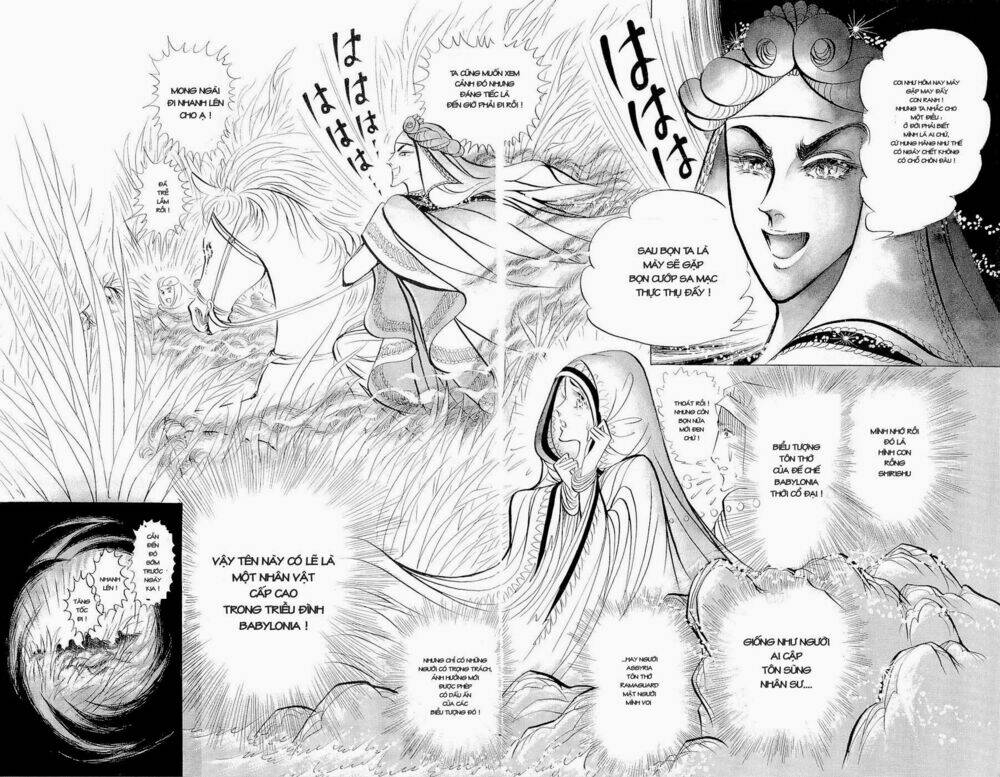 COI NHƯ HÔM NAY MÀY
GẶP MAY ĐẤY,
CON RANH !
NHƯNG TA NHẮC CHO
MỘT ĐIỀU :
Ở ĐỜI PHẢI BIẾT
MÌNH LÀ AI CHỨ,
CỨ HUNG HĂNG NHƯ THẾ
CÓ NGÀY CHẾT KHÔNG
CÓ CHỖ CHÔN ĐÂU !
SAU BỌN TA LÀ
MÀY SẼ GẶP
BỌN CƯỚP SA MẠC
THỰC THỤ ĐẤY !
はははは
TA CŨNG MUỐN XEM
CẢNH ĐÓ NHƯNG
ĐÁNG TIẾC LÀ
ĐẾN GIỜ PHẢI ĐI RỒI !
はははは
はははは
MONG NGÀI
ĐI NHANH LÊN
CHO Ạ !
ĐÃ
TRỄ
LẮM
RỒI !
MÌNH NHỚ RỒI
ĐÓ LÀ
HÌNH CON
RỒNG
SHIRISHU
BIỂU TƯỢNG
TÔN THỜ
CỦA ĐẾ CHẾ
BABYLONIA
THỜI CỔ ĐẠI !
THOÁT RỒI !
NHƯNG CÒN
BỌN NỮA
MỚI ĐEN
CHỨ !
GIỐNG NHƯ NGƯỜI
AI CẬP
TÔN SÙNG
NHÂN SƯ....
...HAY NGƯỜI
ASSYRIA
TÔN THỜ
RAMAGUARD
MẶT NGƯỜI
MÌNH VOI
NHƯNG CHỈ CÓ NHỮNG
NGƯỜI CÓ TRỌNG TRÁCH,
ẢNH HƯỞNG MỚI
ĐƯỢC PHÉP
CÓ DẤU ẤN
CỦA CÁC
BIỂU TƯỢNG ĐÓ !
VẬY TÊN NÀY CÓ LẼ LÀ
MỘT NHÂN VẬT
CẤP CAO
TRONG TRIỀU ĐÌNH
BABYLONIA !
CẦN
ĐẾN
ĐÓ
SỚM
TRƯỚC
NGÀY
KIA !
NHANH
LÊN !
TĂNG
TỐC
ĐI !